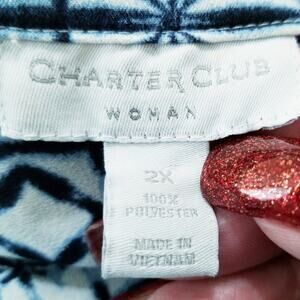 CHARTER CLUB
WOMAN
2X
100%
POLYESTER
MADE IN
VIETNAM